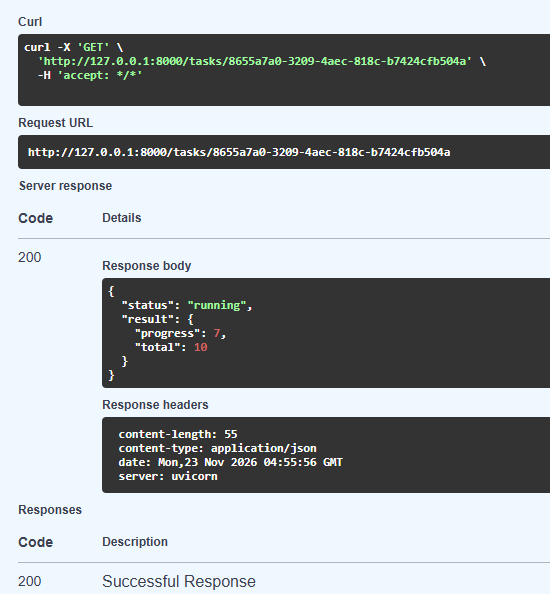 Curl
curl -X 'GET' \
'http://127.0.0.1:8000/tasks/8655a7a0-3209-4aec-818c-b7424cfb504a' \
-H 'accept: */*'
Request URL
http://127.0.0.1:8000/tasks/8655a7a0-3209-4aec-818c-b7424cfb504a
Server response
Code Details
200
Response body
{
"status": "running",
"result": {
"progress": 7,
"total": 10
}
}
Response headers
content-length: 55
content-type: application/json
date: Mon,23 Nov 2026 04:55:56 GMT
server: uvicorn
Responses
Code Description
200 Successful Response